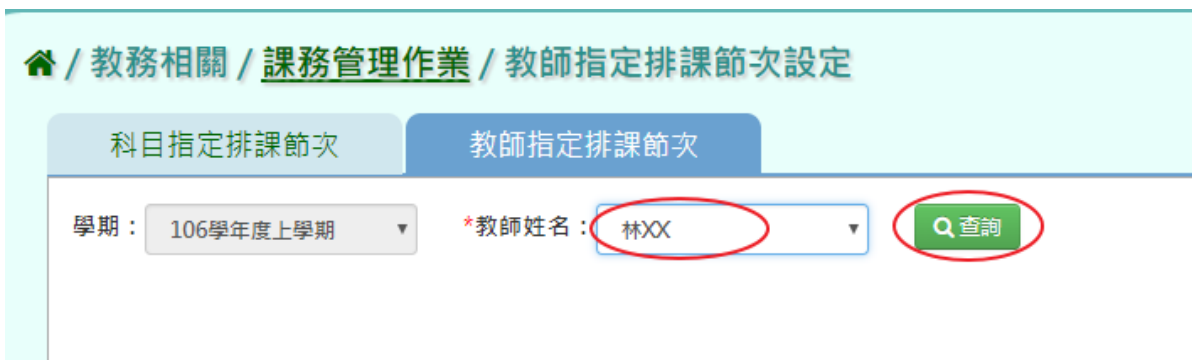 / 教務相關 / 課務管理作業 / 教師指定排課節次設定
科目指定排課節次 教師指定排課節次
學期： 106學年度上學期 *教師姓名： 林XX 查詢